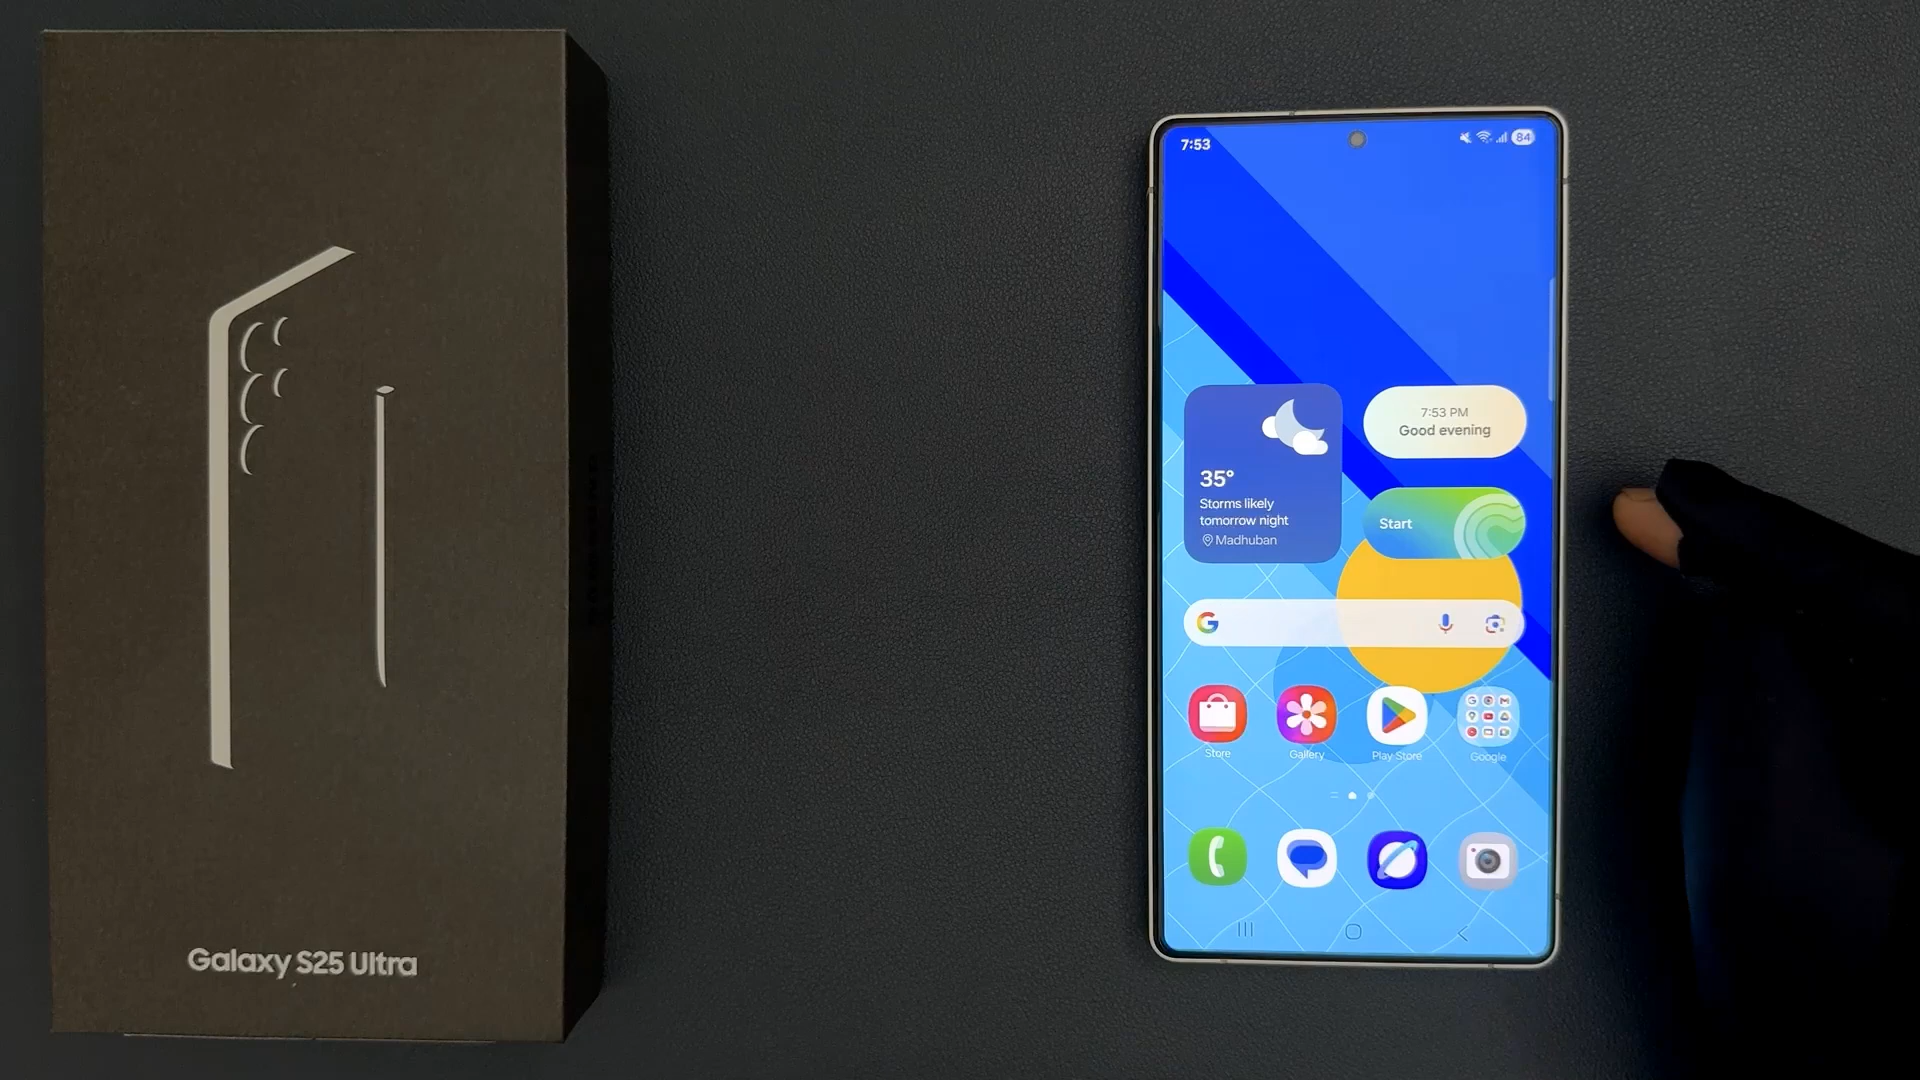 Galaxy S25 Ultra
7:53
84
7:53 PM
Good evening
35°
Storms likely
tomorrow night
Madhuban
Start
Store
Gallery
Play Store
Google